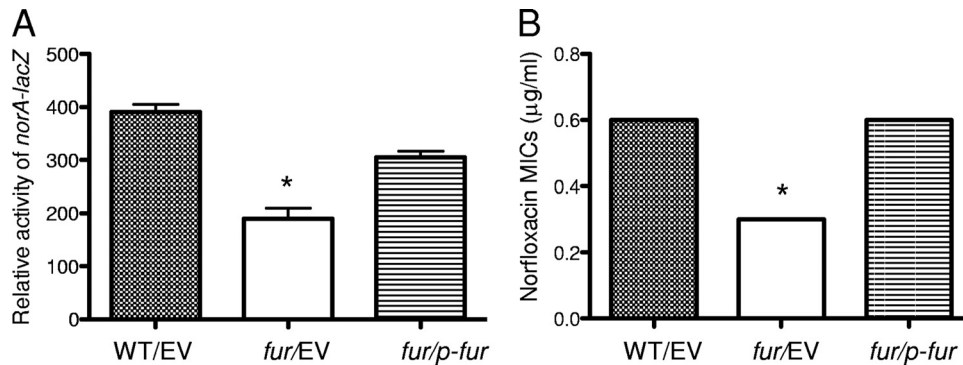 A
Relative activity of norA-lacZ
500
400
300
200
100
0
*
WT/EV
fur/EV
fur/p-fur
B
Norfloxacin MICs (μg/ml)
0.8
0.6
0.4
0.2
0.0
*
WT/EV
fur/EV
fur/p-fur